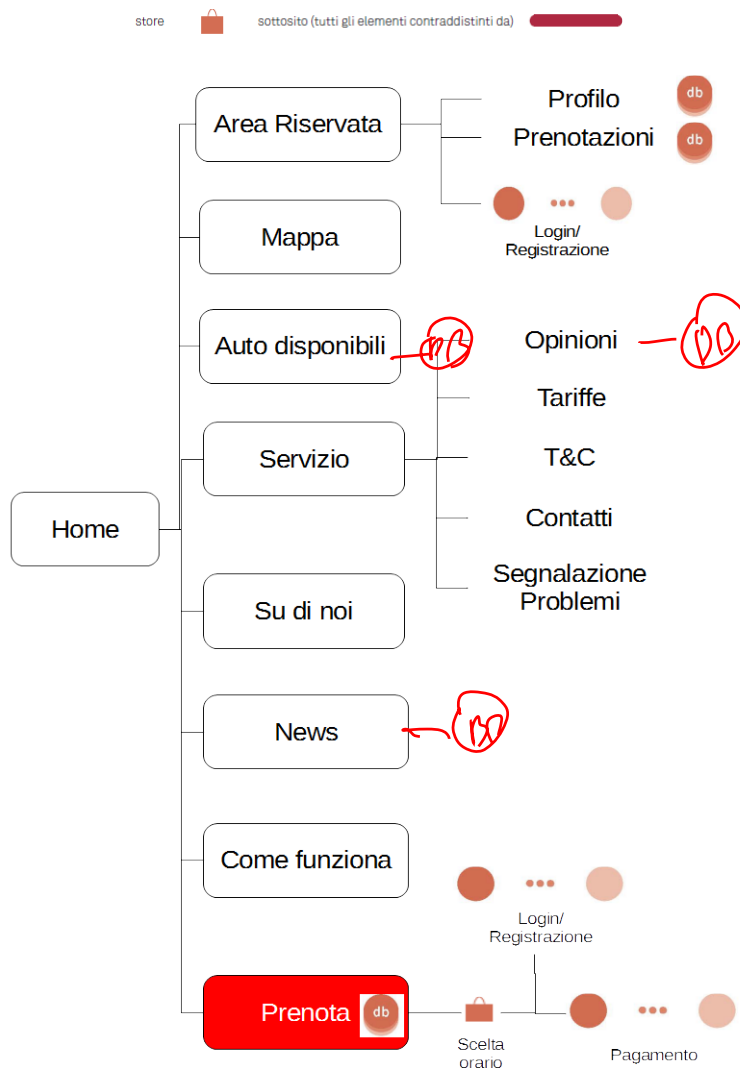 store
sottosito (tutti gli elementi contraddistinti da)
Area Riservata
Profilo
db
Prenotazioni
db
Login/
Registrazione
Mappa
Auto disponibili
DB
Opinioni
DB
Tariffe
Servizio
T&C
Contatti
Segnalazione
Problemi
Home
Su di noi
News
Come funziona
Login/
Registrazione
Prenota
db
Scelta
orario
Pagamento